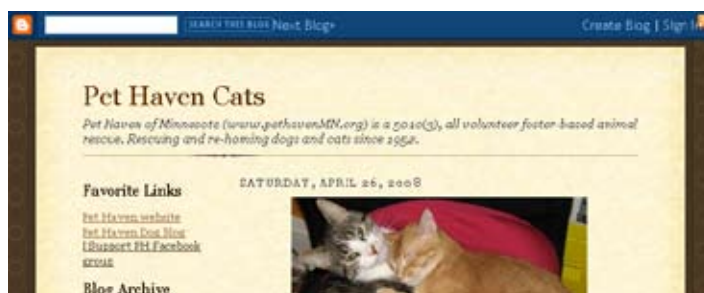 SEARCH THIS BLOG Next Blog» Create Blog | Sign In
Pet Haven Cats
Pet Haven of Minnesota (www.pethavenMN.org) is a 501c(3), all volunteer foster-based animal
rescue. Rescuing and re-homing dogs and cats since 1952.
SATURDAY, APRIL 26, 2008
Favorite Links
Pet Haven website
Pet Haven Dog Blog
I Support PH Facebook
group
Blog Archive